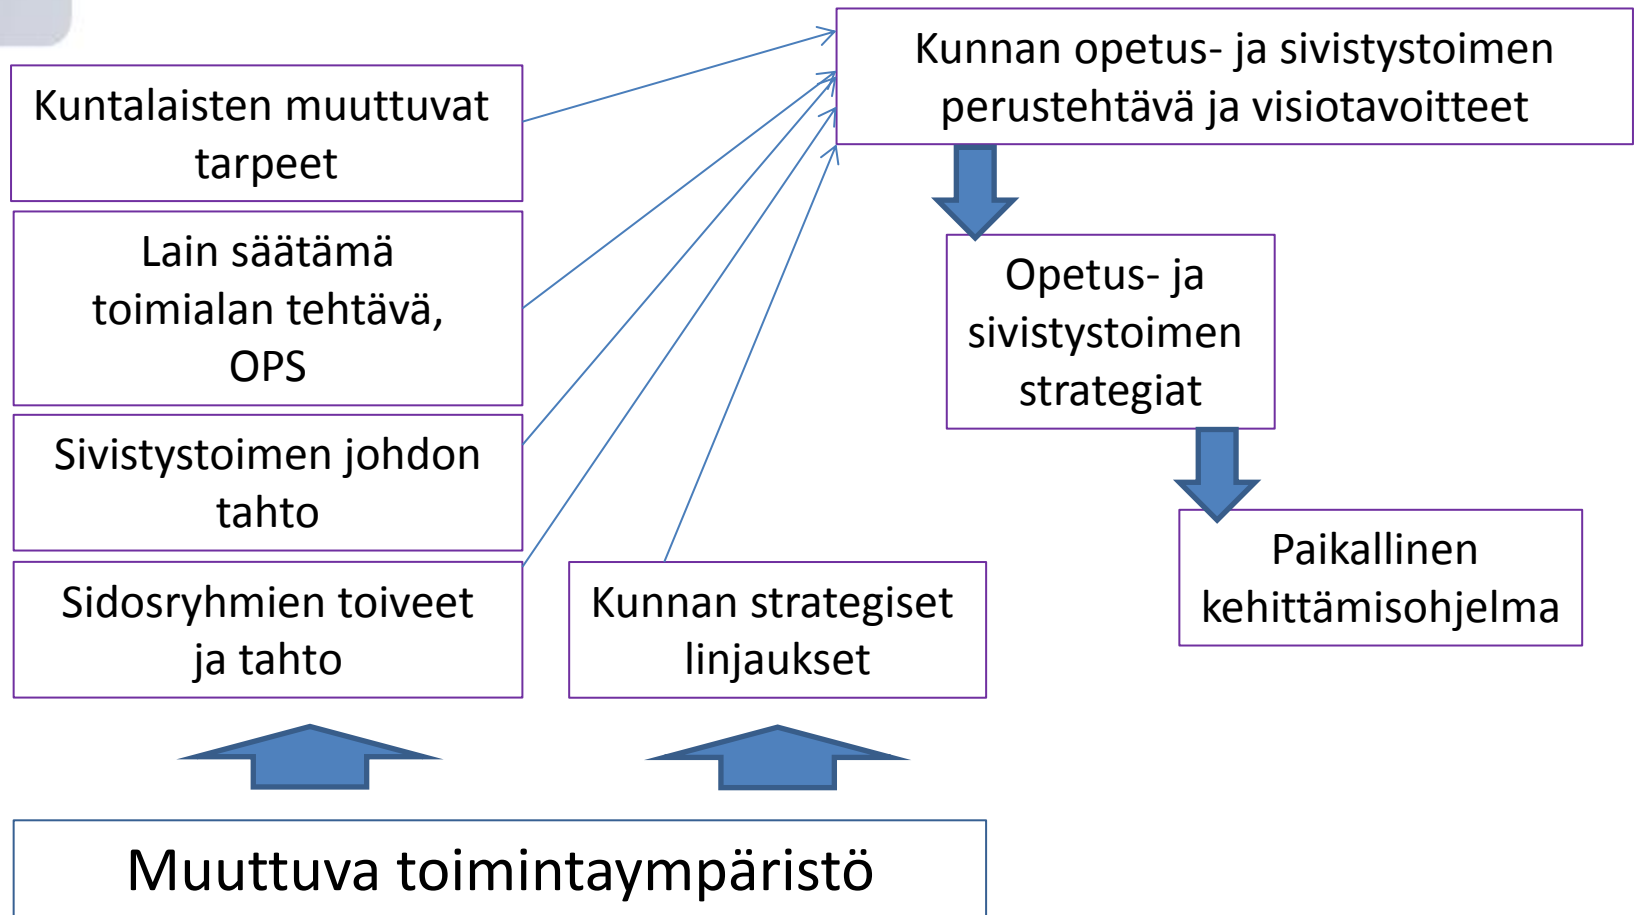 Kunnan opetus- ja sivistystoimen
perustehtävä ja visiotavoitteet
Kuntalaisten muuttuvat
tarpeet
Lain säätämä
toimialan tehtävä,
OPS
Sivistystoimen johdon
tahto
Sidosryhmien toiveet
ja tahto
Kunnan strategiset
linjaukset
Opetus- ja
sivistystoimen
strategiat
Paikallinen
kehittämisohjelma
Muuttuva toimintaympäristö